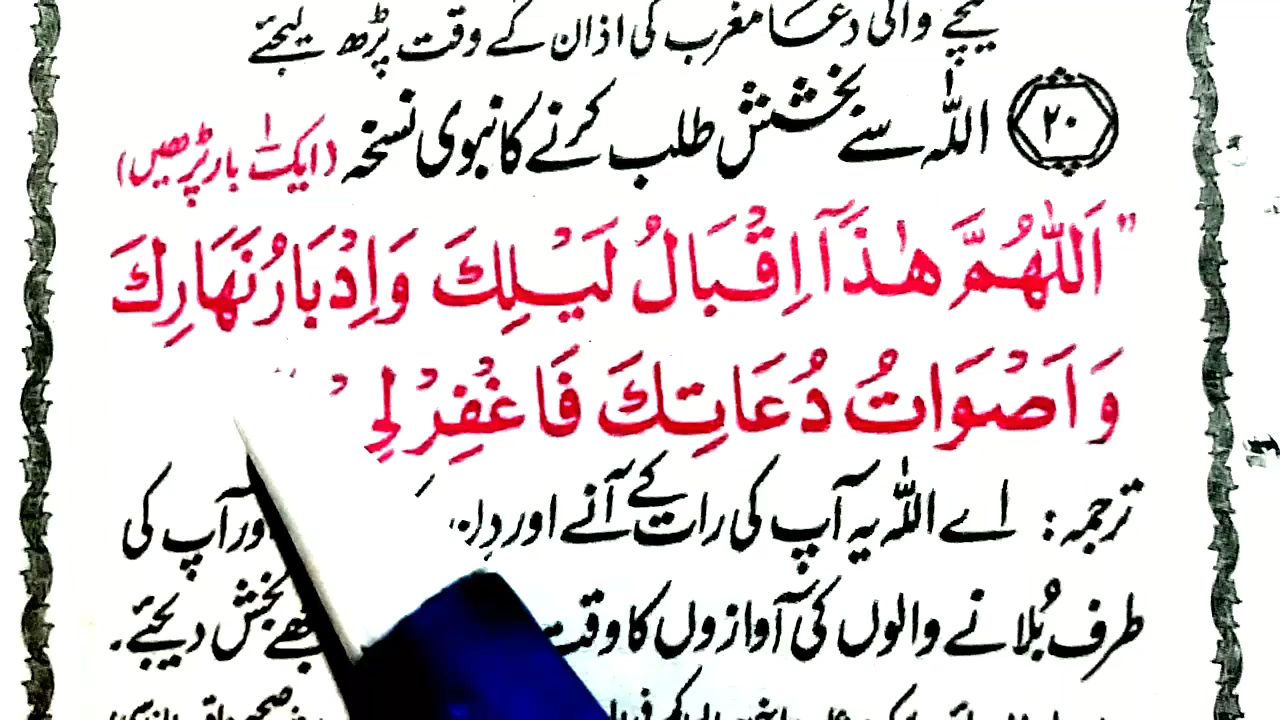 نیچے والی دعا مغرب کی اذان کے وقت پڑھ لیجئے
۲۰ اللہ سے بخشش طلب کرنے کا نبوی نسخہ (ایک بار پڑھیں)
"اَللّٰهُمَّ هٰذَآ اِقْبَالُ لَيْلِكَ وَاِدْبَارُ نَهَارِكَ
وَاَصْوَاتُ دُعَاتِكَ فَاغْفِرْ لِيْ
ترجمہ: اے اللہ یہ آپ کی رات کے آنے اور دن اور آپ کی
طرف بُلانے والوں کی آوازوں کا وقت مجھے بخش دیجئے۔